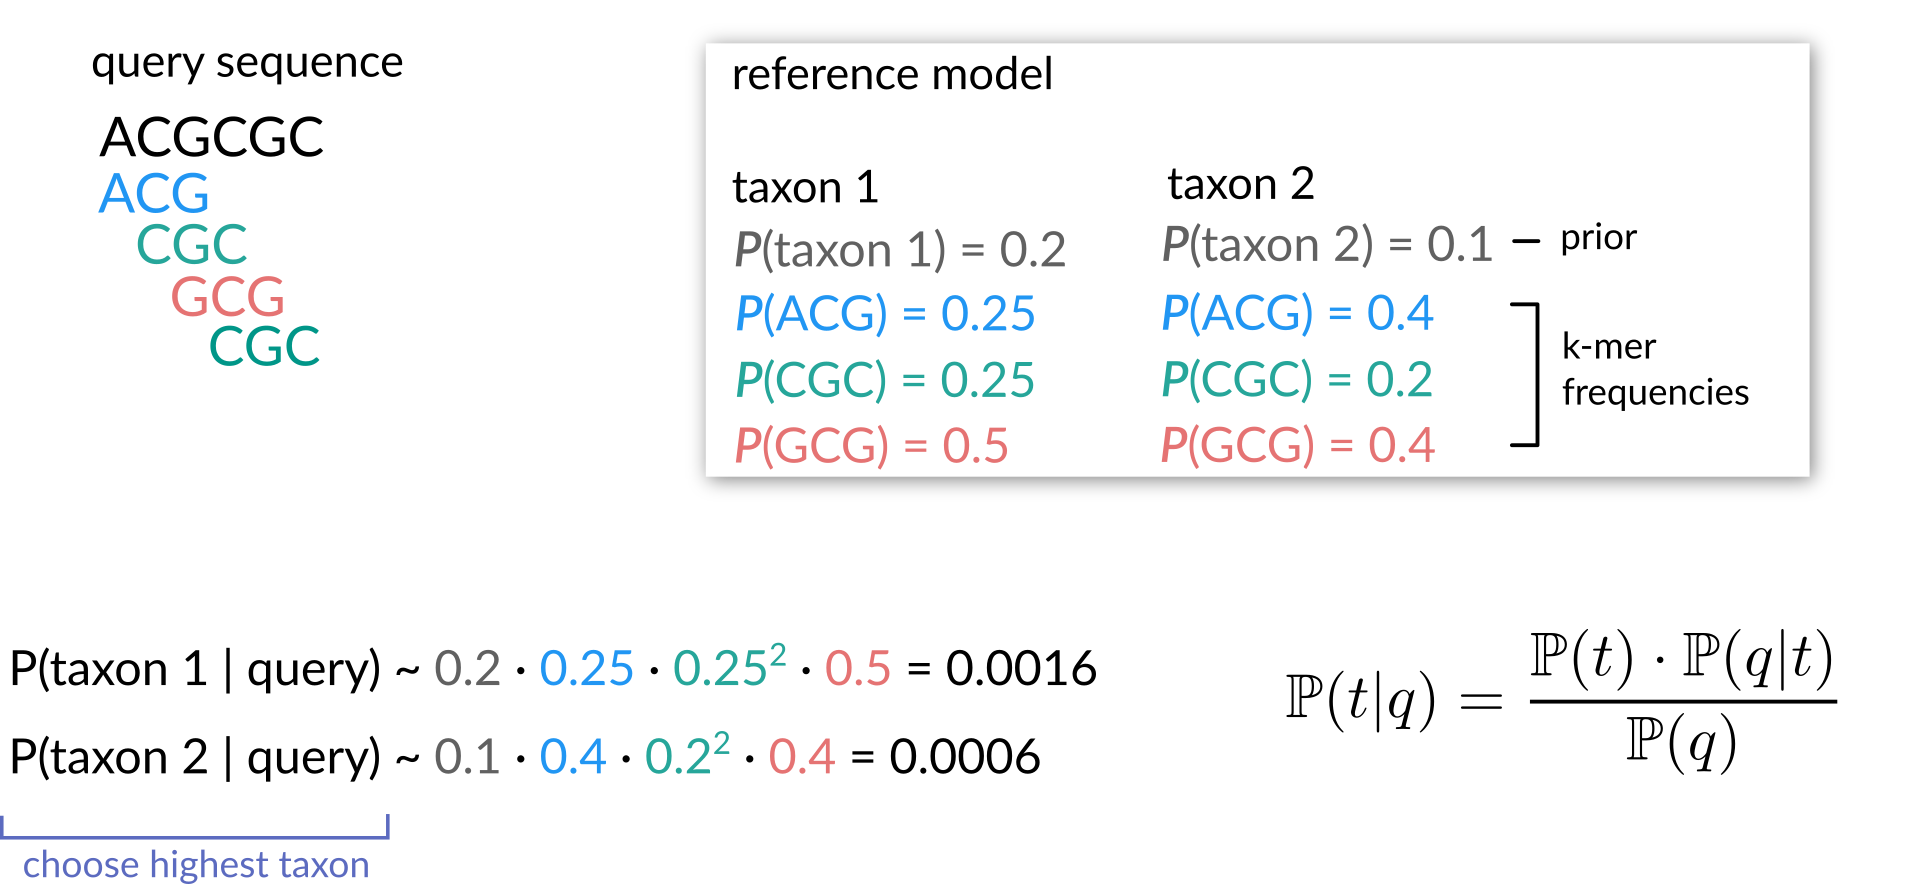 query sequence
ACGCGC
ACG
CGC
GCG
CGC
reference model
taxon 1
P(taxon 1) = 0.2
P(ACG) = 0.25
P(CGC) = 0.25
P(GCG) = 0.5
taxon 2
P(taxon 2) = 0.1
P(ACG) = 0.4
P(CGC) = 0.2
P(GCG) = 0.4
prior
k-mer
frequencies
P(taxon 1 | query) ~ 0.2 · 0.25 · 0.25² · 0.5 = 0.0016
P(taxon 2 | query) ~ 0.1 · 0.4 · 0.2² · 0.4 = 0.0006
choose highest taxon
ℙ(t|q) = ℙ(t) · ℙ(q|t)
ℙ(q)